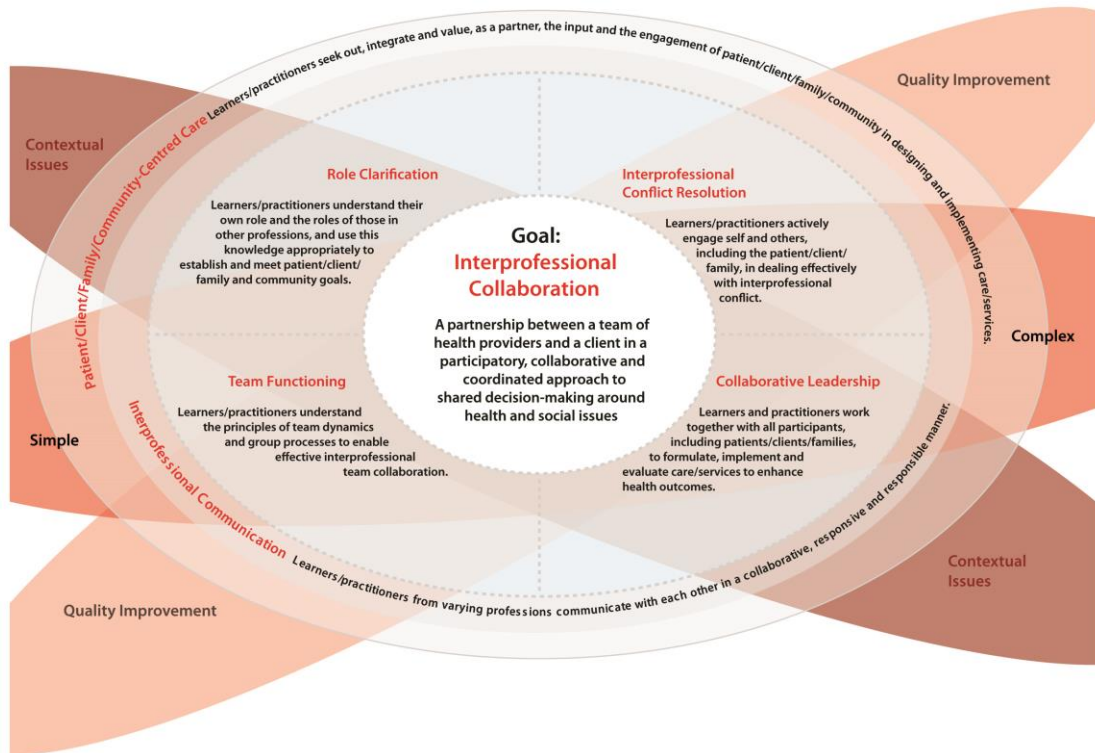 Patient/Client/Family/Community-Centred Care Learners/practitioners seek out, integrate and value, as a partner, the input and the engagement of patient/client/family/community in designing and implementing care/services.
Quality Improvement
Contextual
Issues
Role Clarification
Learners/practitioners understand their
own role and the roles of those in
other professions, and use this
knowledge appropriately to
establish and meet patient/client/
family and community goals.
Interprofessional
Conflict Resolution
Learners/practitioners actively
engage self and others,
including the patient/client/
family, in dealing effectively
with interprofessional
conflict.
Goal:
Interprofessional
Collaboration
A partnership between a team of
health providers and a client in a
participatory, collaborative and
coordinated approach to
shared decision-making around
health and social issues
Complex
Team Functioning
Learners/practitioners understand
the principles of team dynamics
and group processes to enable
effective interprofessional
team collaboration.
Collaborative Leadership
Learners and practitioners work
together with all participants,
including patients/clients/families,
to formulate, implement and
evaluate care/services to enhance
health outcomes.
Simple
Interprofessional Communication Learners/practitioners from varying professions communicate with each other in a collaborative, responsive and responsible manner.
Contextual
Issues
Quality Improvement